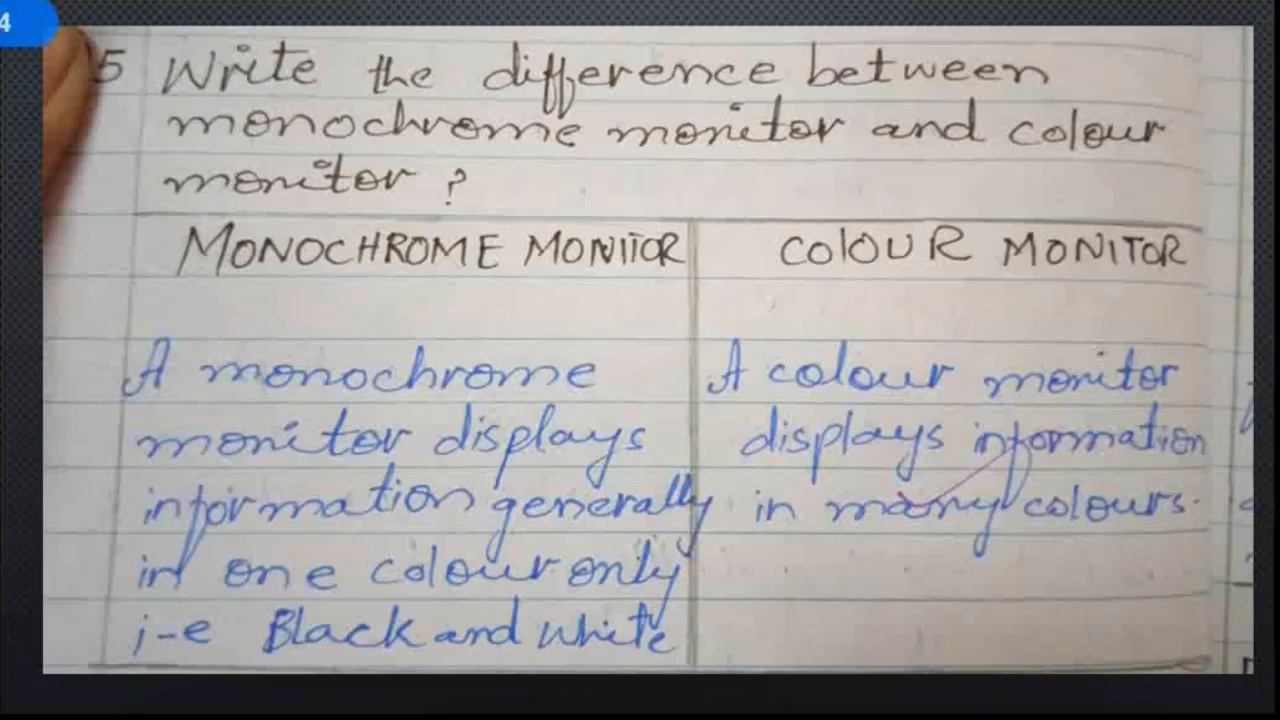 4
5 Write the difference between
monochrome monitor and colour
monitor ?
MONOCHROME MONITOR
A monochrome
monitor displays
information generally
in one colour only
i-e Black and white
COLOUR MONITOR
A colour monitor
displays information
in many colours.